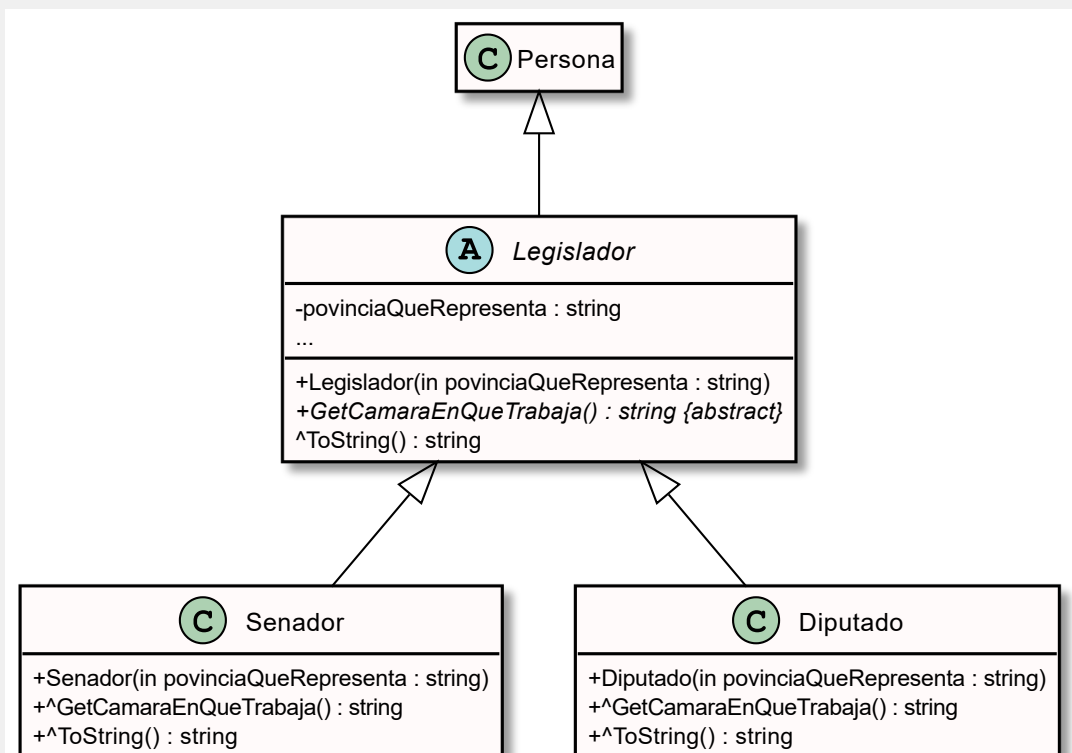 C Persona
A Legislador
-povinciaQueRepresenta : string
...
+Legislador(in povinciaQueRepresenta : string)
+GetCamaraEnQueTrabaja() : string {abstract}
^ToString() : string
C Senador
+Senador(in povinciaQueRepresenta : string)
+^GetCamaraEnQueTrabaja() : string
+^ToString() : string
C Diputado
+Diputado(in povinciaQueRepresenta : string)
+^GetCamaraEnQueTrabaja() : string
+^ToString() : string